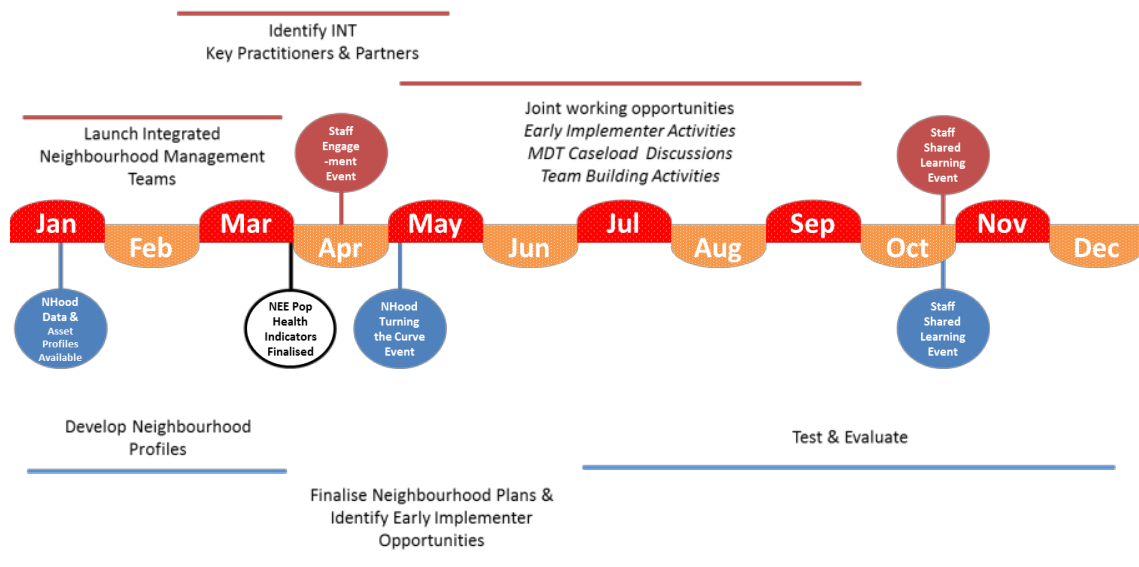 Identify INT
Key Practitioners & Partners
Launch Integrated
Neighbourhood Management
Teams
Staff
Engage
-ment
Event
Joint working opportunities
Early Implementer Activities
MDT Caseload Discussions
Team Building Activities
Staff
Shared
Learning
Event
Jan
Feb
Mar
Apr
May
Jun
Jul
Aug
Sep
Oct
Nov
Dec
NHood
Data &
Asset
Profiles
Available
NEE Pop
Health
Indicators
Finalised
NHood
Turning
the Curve
Event
Staff
Shared
Learning
Event
Develop Neighbourhood
Profiles
Test & Evaluate
Finalise Neighbourhood Plans &
Identify Early Implementer
Opportunities